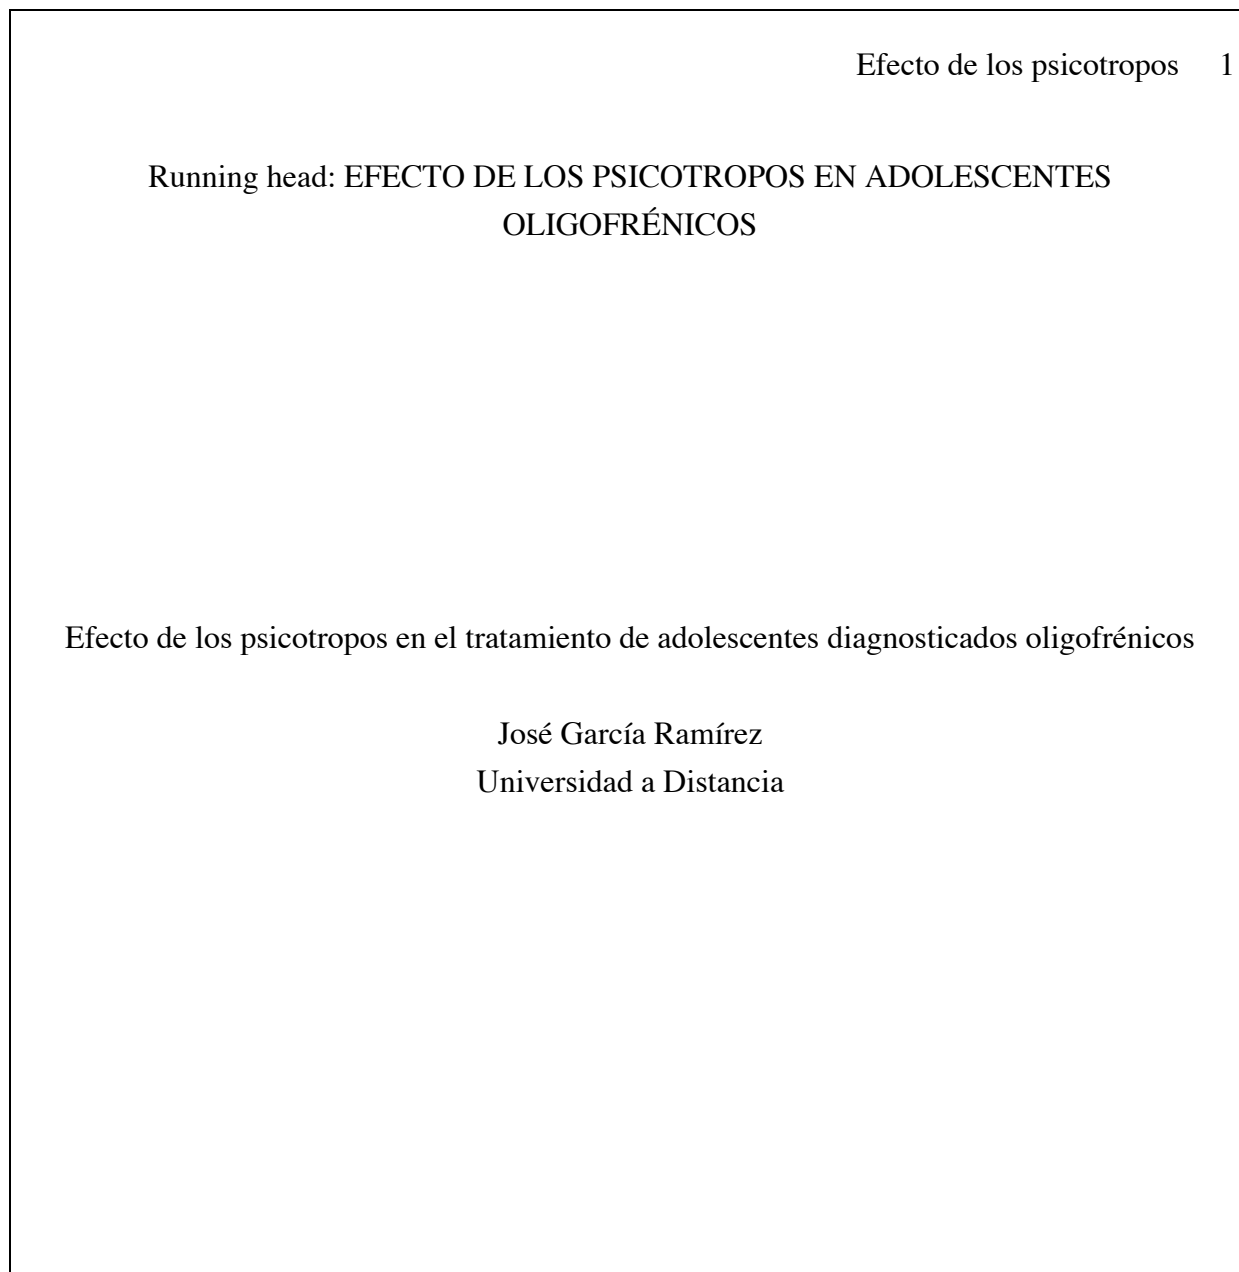 Efecto de los psicotropos 1
Running head: EFECTO DE LOS PSICOTROPOS EN ADOLESCENTES
OLIGOFRÉNICOS
Efecto de los psicotropos en el tratamiento de adolescentes diagnosticados oligofrénicos
José García Ramírez
Universidad a Distancia